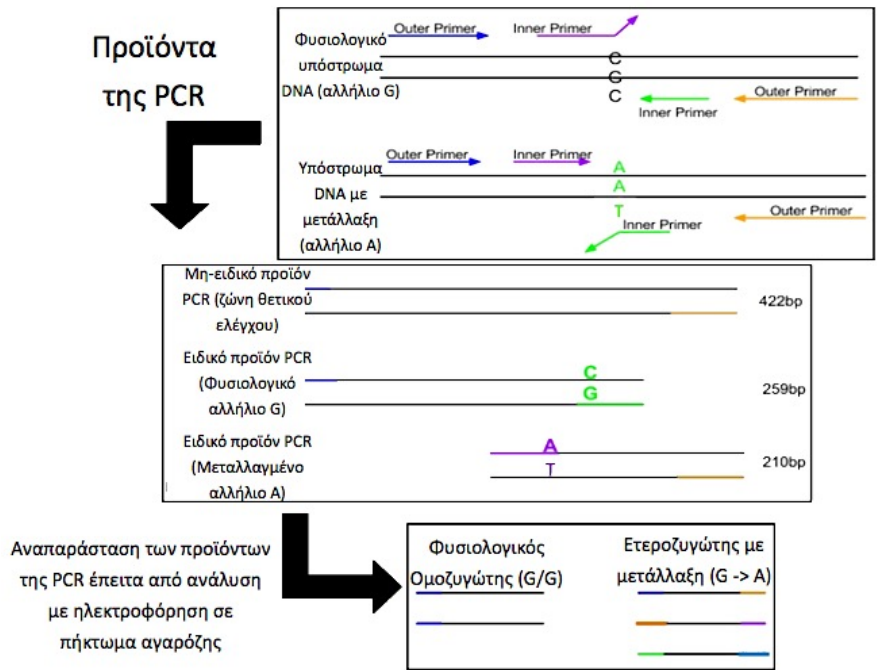 Προϊόντα
της PCR
Φυσιολογικό
υπόστρωμα
DNA (αλλήλιο G)
Outer Primer
Inner Primer
C
G
C
Inner Primer
Outer Primer
Υπόστρωμα
DNA με
μετάλλαξη
(αλλήλιο A)
Outer Primer
Inner Primer
A
A
T
Inner Primer
Outer Primer
Μη-ειδικό προϊόν
PCR (ζώνη θετικού
ελέγχου)
422bp
Ειδικό προϊόν PCR
(Φυσιολογικό
αλλήλιο G)
C
G
259bp
Ειδικό προϊόν PCR
(Μεταλλαγμένο
αλλήλιο A)
A
T
210bp
Αναπαράσταση των προϊόντων
της PCR έπειτα από ανάλυση
με ηλεκτροφόρηση σε
πήκτωμα αγαρόζης
Φυσιολογικός
Ομοζυγώτης (G/G)
Ετεροζυγώτης με
μετάλλαξη (G -> A)